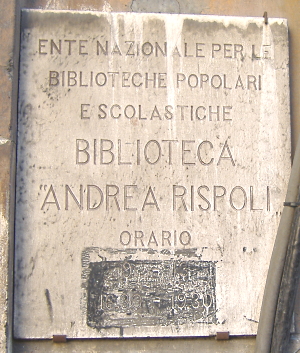 ENTE NAZIONALE PER LE
BIBLIOTECHE POPOLARI
E SCOLASTICHE
BIBLIOTECA
"ANDREA RISPOLI
ORARIO